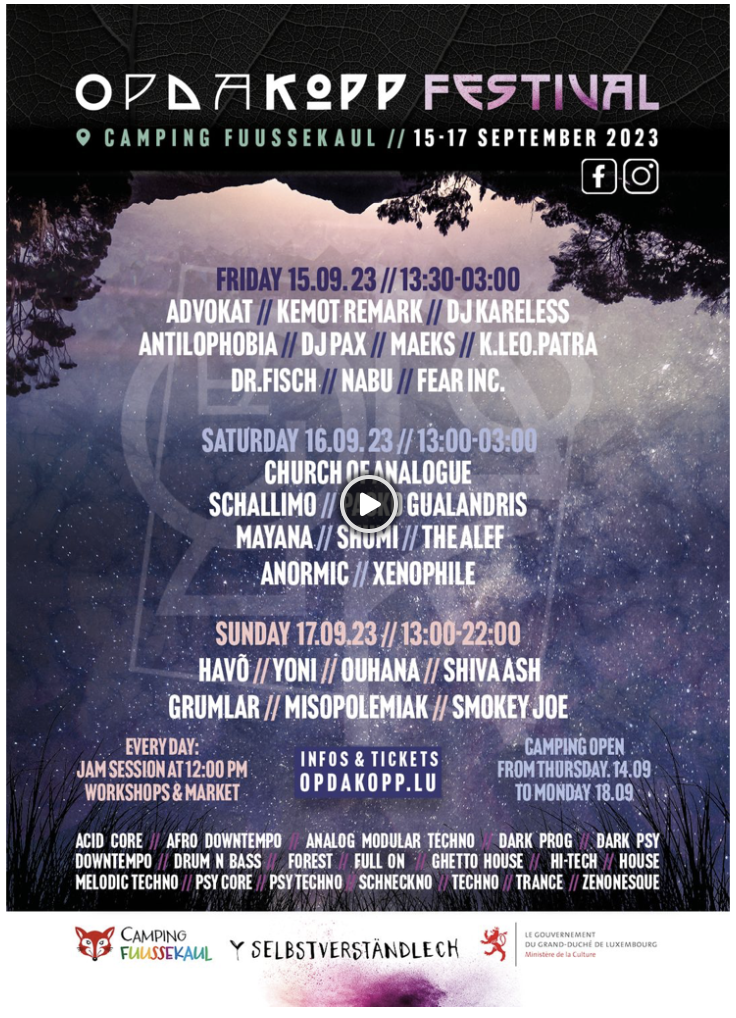 OPDAKOPP FESTIVAL
CAMPING FUUSSEKAUL // 15-17 SEPTEMBER 2023
FRIDAY 15.09.23 // 13:30-03:00
ADVOKAT // KEMOT REMARK // DJ KARELESS
ANTILOPHOBIA // DJ PAX // MAEKS // K.LEO.PATRA
DR.FISCH // NABU // FEAR INC.
SATURDAY 16.09.23 // 13:00-03:00
CHURCH OF ANALOGUE
SCHALLIMO // GUALANDRIS
MAYANA // SHUMI // THE ALEF
ANORMIC // XENOPHILE
SUNDAY 17.09.23 // 13:00-22:00
HAVÕ // YONI // OUHANA // SHIVA ASH
GRUMLAR // MISOPOLEMIAK // SMOKEY JOE
EVERY DAY:
JAM SESSION AT 12:00 PM
WORKSHOPS & MARKET
INFOS & TICKETS
OPDAKOPP.LU
CAMPING OPEN
FROM THURSDAY. 14.09
TO MONDAY 18.09
ACID CORE // AFRO DOWNTEMPO // ANALOG MODULAR TECHNO // DARK PROG // DARK PSY
DOWNTEMPO // DRUM N BASS // FOREST // FULL ON // GHETTO HOUSE // HI-TECH // HOUSE
MELODIC TECHNO // PSY CORE // PSY TECHNO // SCHNECKNO // TECHNO // TRANCE // ZENONESQUE
CAMPING
FUUSSEKAUL
SELBSTVERSTÄNDLECH
LE GOUVERNEMENT
DU GRAND-DUCHÉ DE LUXEMBOURG
Ministère de la Culture